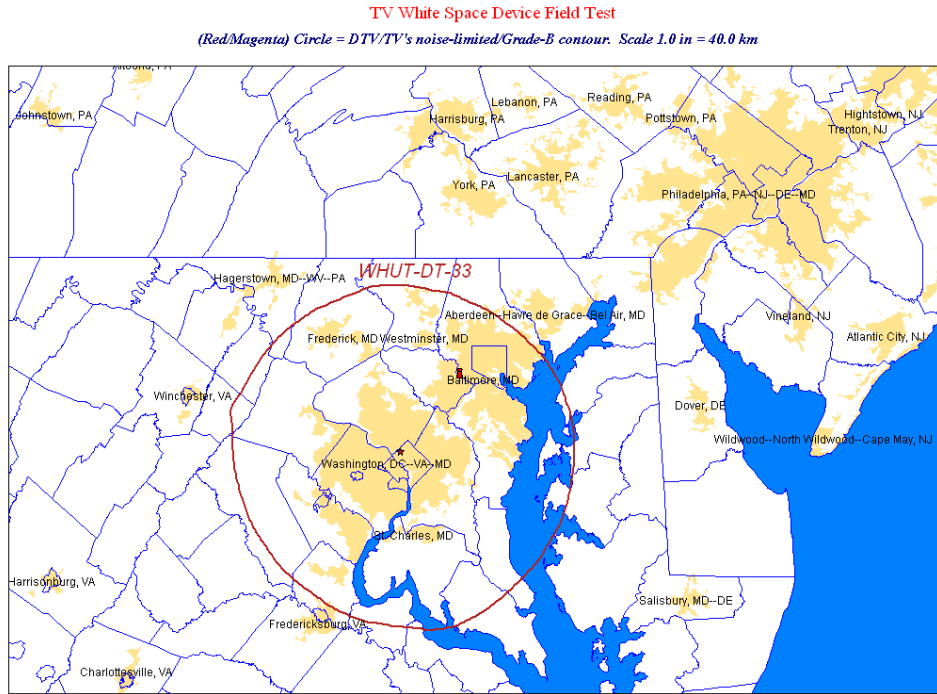 TV White Space Device Field Test
(Red/Magenta) Circle = DTV/TV's noise-limited/Grade-B contour. Scale 1.0 in = 40.0 km
Johnstown, PA
Lebanon, PA
Reading, PA
Harrisburg, PA
Pottstown, PA
Hightstown, NJ
Trenton, NJ
York, PA
Lancaster, PA
Philadelphia, PA--NJ--DE--MD
WHUT-DT-33
Hagerstown, MD--WV--PA
Aberdeen--Havre de Grace--Bel Air, MD
Vineland, NJ
Frederick, MD
Westminster, MD
Atlantic City, NJ
Baltimore, MD
Winchester, VA
Dover, DE
Wildwood--North Wildwood--Cape May, NJ
Washington, DC--VA--MD
St. Charles, MD
Harrisonburg, VA
Salisbury, MD--DE
Fredericksburg, VA
Charlottesville, VA